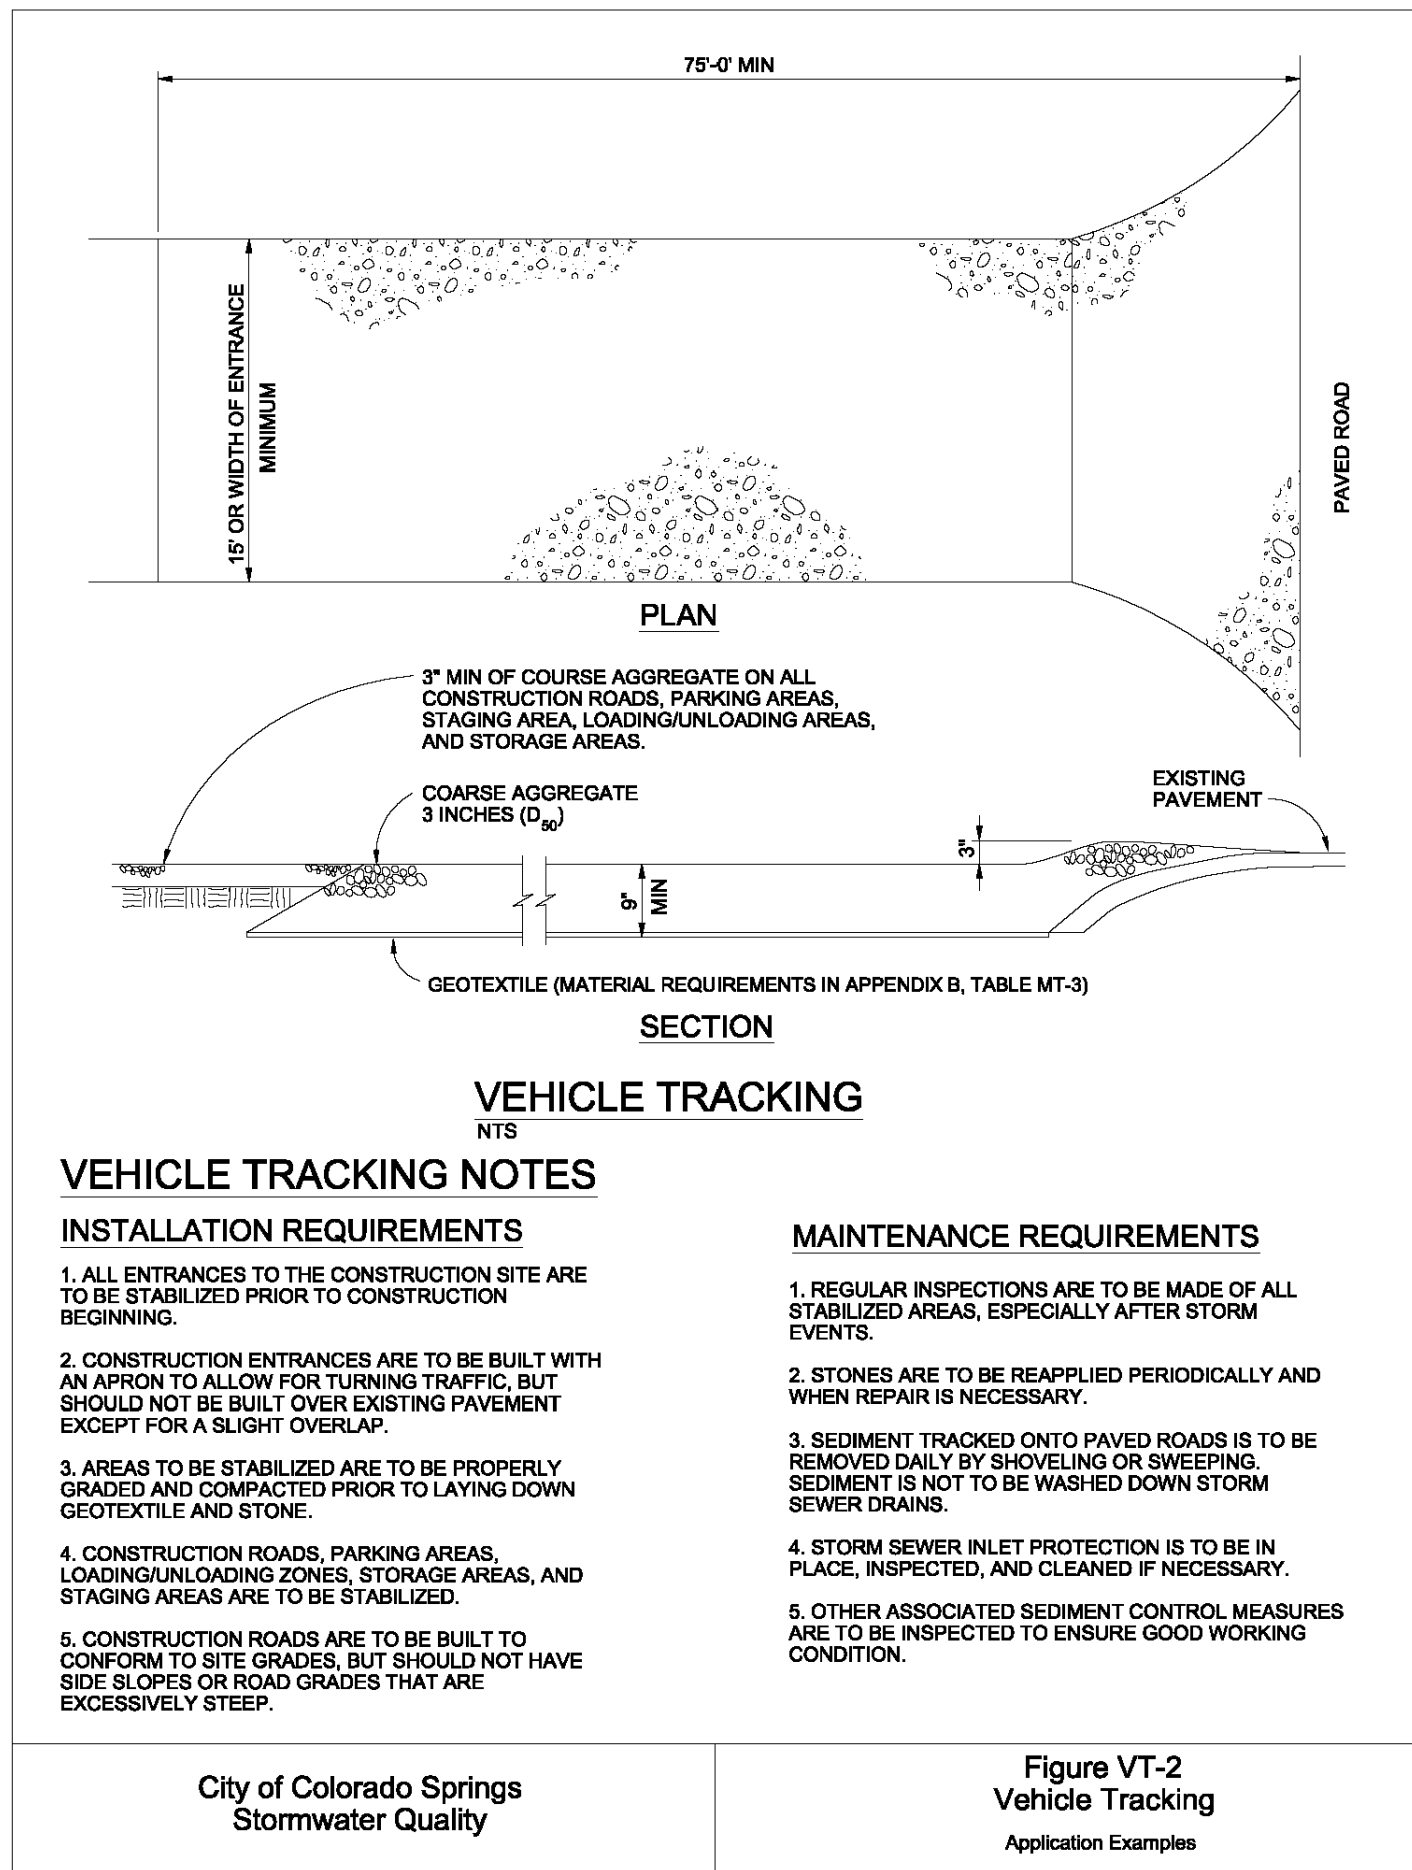 75'-0' MIN
15' OR WIDTH OF ENTRANCE
MINIMUM
PAVED ROAD
PLAN
3" MIN OF COURSE AGGREGATE ON ALL
CONSTRUCTION ROADS, PARKING AREAS,
STAGING AREA, LOADING/UNLOADING AREAS,
AND STORAGE AREAS.
COARSE AGGREGATE
3 INCHES (D50)
EXISTING
PAVEMENT
3"
9"
MIN
GEOTEXTILE (MATERIAL REQUIREMENTS IN APPENDIX B, TABLE MT-3)
SECTION
VEHICLE TRACKING
NTS
VEHICLE TRACKING NOTES
INSTALLATION REQUIREMENTS
1. ALL ENTRANCES TO THE CONSTRUCTION SITE ARE
TO BE STABILIZED PRIOR TO CONSTRUCTION
BEGINNING.
2. CONSTRUCTION ENTRANCES ARE TO BE BUILT WITH
AN APRON TO ALLOW FOR TURNING TRAFFIC, BUT
SHOULD NOT BE BUILT OVER EXISTING PAVEMENT
EXCEPT FOR A SLIGHT OVERLAP.
3. AREAS TO BE STABILIZED ARE TO BE PROPERLY
GRADED AND COMPACTED PRIOR TO LAYING DOWN
GEOTEXTILE AND STONE.
4. CONSTRUCTION ROADS, PARKING AREAS,
LOADING/UNLOADING ZONES, STORAGE AREAS, AND
STAGING AREAS ARE TO BE STABILIZED.
5. CONSTRUCTION ROADS ARE TO BE BUILT TO
CONFORM TO SITE GRADES, BUT SHOULD NOT HAVE
SIDE SLOPES OR ROAD GRADES THAT ARE
EXCESSIVELY STEEP.
MAINTENANCE REQUIREMENTS
1. REGULAR INSPECTIONS ARE TO BE MADE OF ALL
STABILIZED AREAS, ESPECIALLY AFTER STORM
EVENTS.
2. STONES ARE TO BE REAPPLIED PERIODICALLY AND
WHEN REPAIR IS NECESSARY.
3. SEDIMENT TRACKED ONTO PAVED ROADS IS TO BE
REMOVED DAILY BY SHOVELING OR SWEEPING.
SEDIMENT IS NOT TO BE WASHED DOWN STORM
SEWER DRAINS.
4. STORM SEWER INLET PROTECTION IS TO BE IN
PLACE, INSPECTED, AND CLEANED IF NECESSARY.
5. OTHER ASSOCIATED SEDIMENT CONTROL MEASURES
ARE TO BE INSPECTED TO ENSURE GOOD WORKING
CONDITION.
City of Colorado Springs
Stormwater Quality
Figure VT-2
Vehicle Tracking
Application Examples